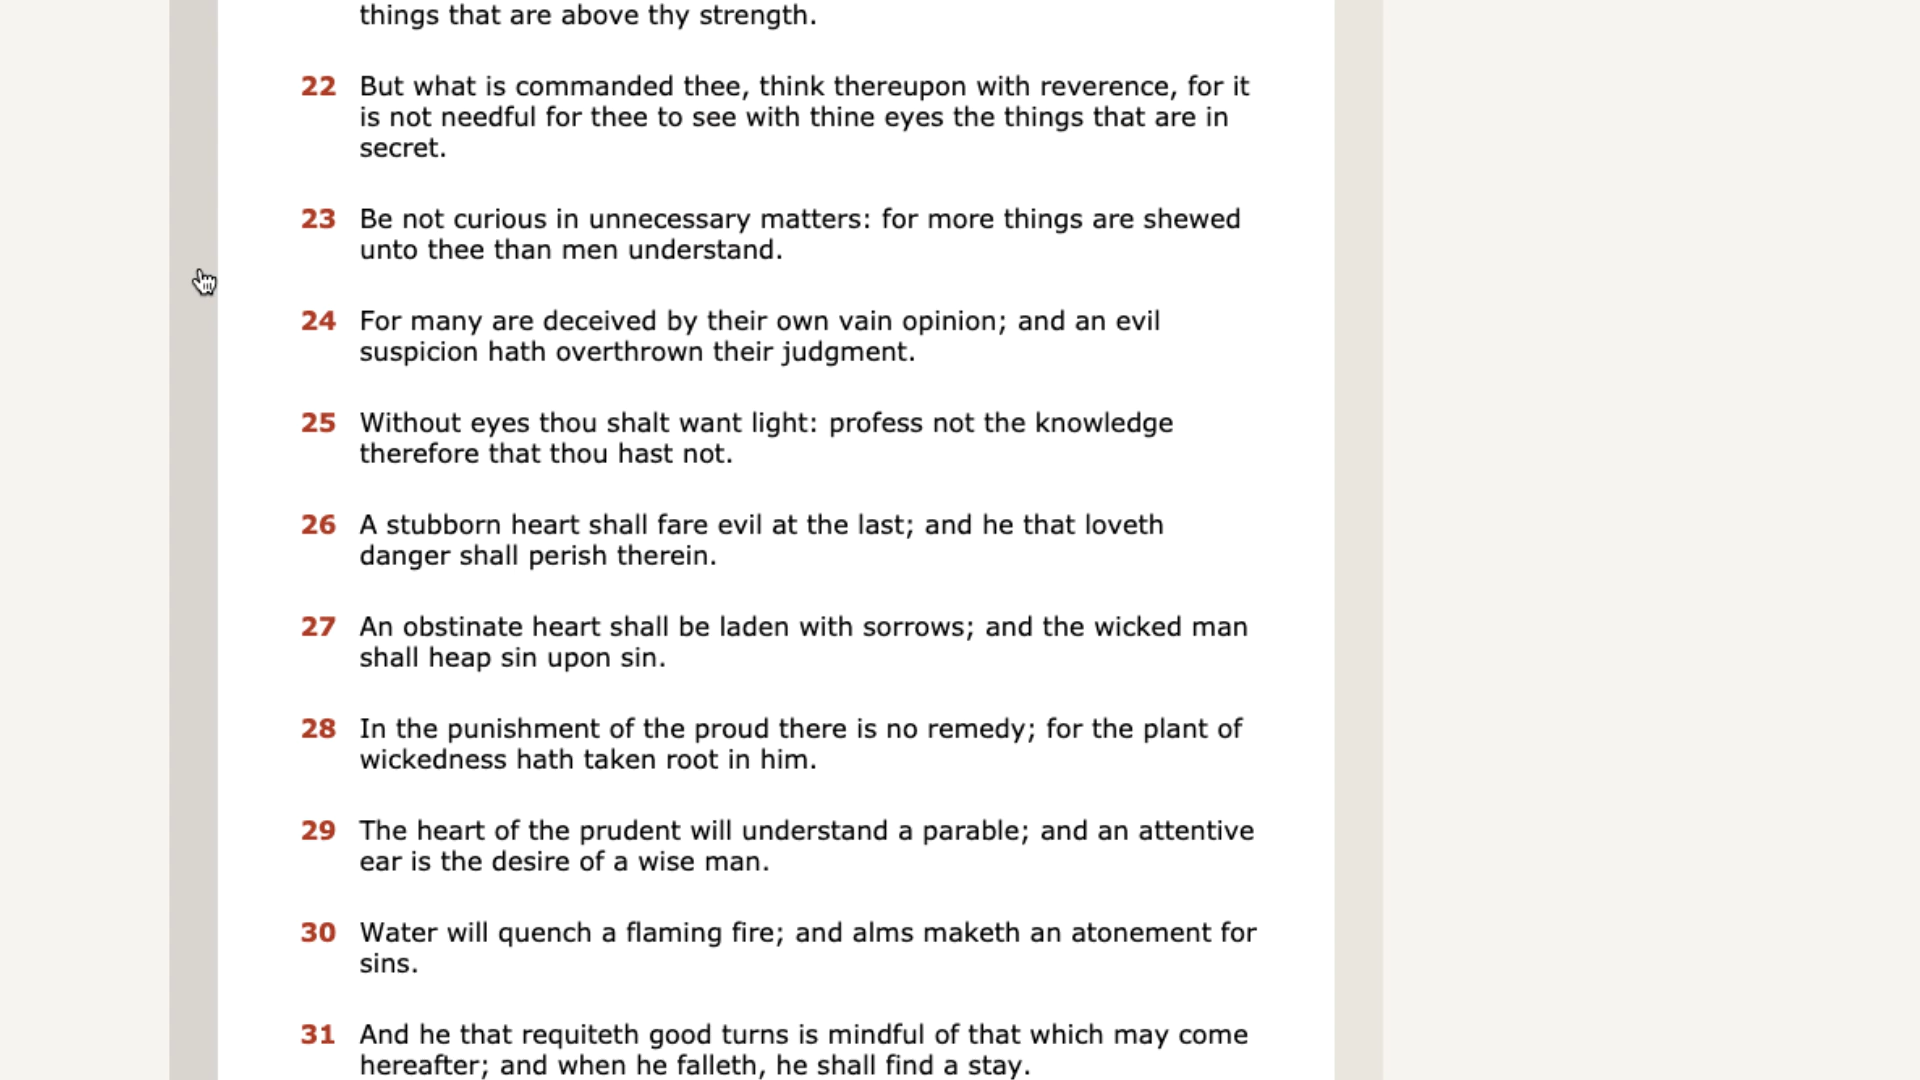 things that are above thy strength.
22 But what is commanded thee, think thereupon with reverence, for it
is not needful for thee to see with thine eyes the things that are in
secret.
23 Be not curious in unnecessary matters: for more things are shewed
unto thee than men understand.
24 For many are deceived by their own vain opinion; and an evil
suspicion hath overthrown their judgment.
25 Without eyes thou shalt want light: profess not the knowledge
therefore that thou hast not.
26 A stubborn heart shall fare evil at the last; and he that loveth
danger shall perish therein.
27 An obstinate heart shall be laden with sorrows; and the wicked man
shall heap sin upon sin.
28 In the punishment of the proud there is no remedy; for the plant of
wickedness hath taken root in him.
29 The heart of the prudent will understand a parable; and an attentive
ear is the desire of a wise man.
30 Water will quench a flaming fire; and alms maketh an atonement for
sins.
31 And he that requiteth good turns is mindful of that which may come
hereafter; and when he falleth, he shall find a stay.